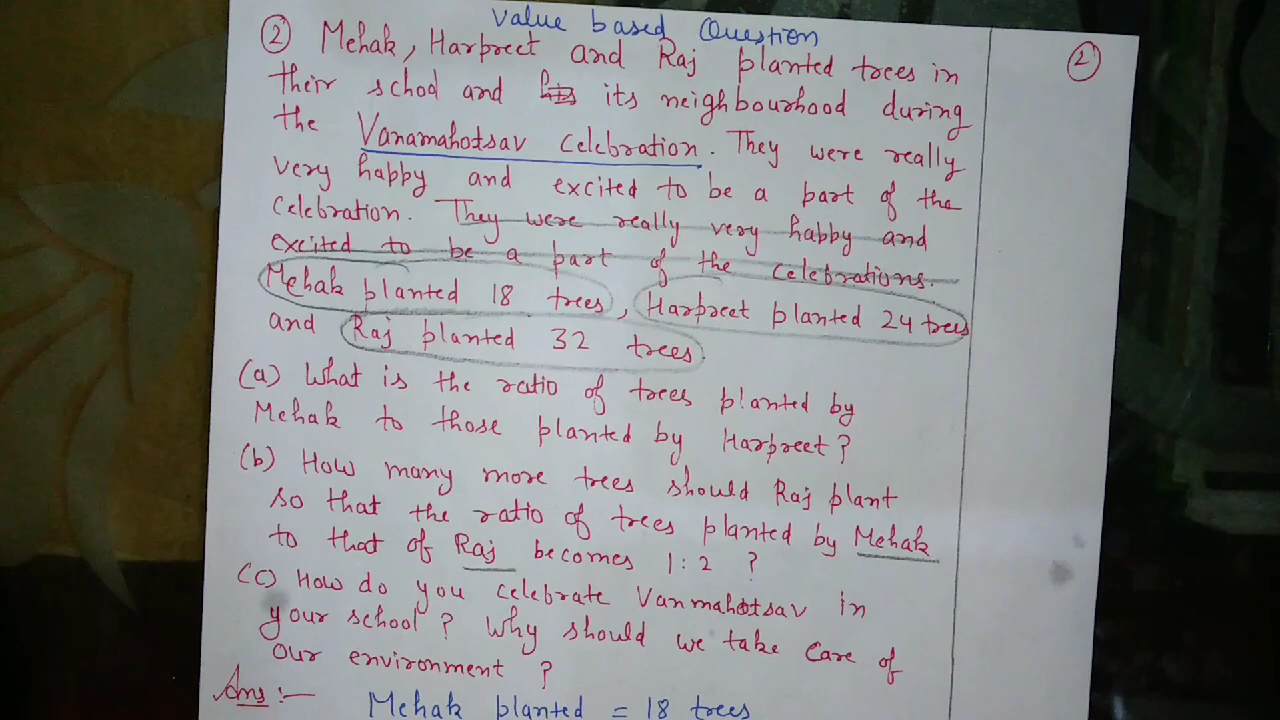 Value based Question
② Mehak, Harpreet and Raj planted trees in
②
their school and its its neighbourhood during
the Vanamahotsav Celebration. They were really
very happy and excited to be a part of the
Celebration. They were really very happy and
excited to be a part of the celebrations.
Mehak planted 18 trees, Harpreet planted 24 trees
and Raj planted 32 trees.
(a) What is the ratio of trees planted by
Mehak to those planted by Harpreet?
(b) How many more trees should Raj plant
so that the ratio of trees planted by Mehak
to that of Raj becomes 1:2 ?
(c) How do you celebrate Vanmahotsav in
your school? Why should we take care of
our environment ?
Ans :- Mehak planted = 18 trees